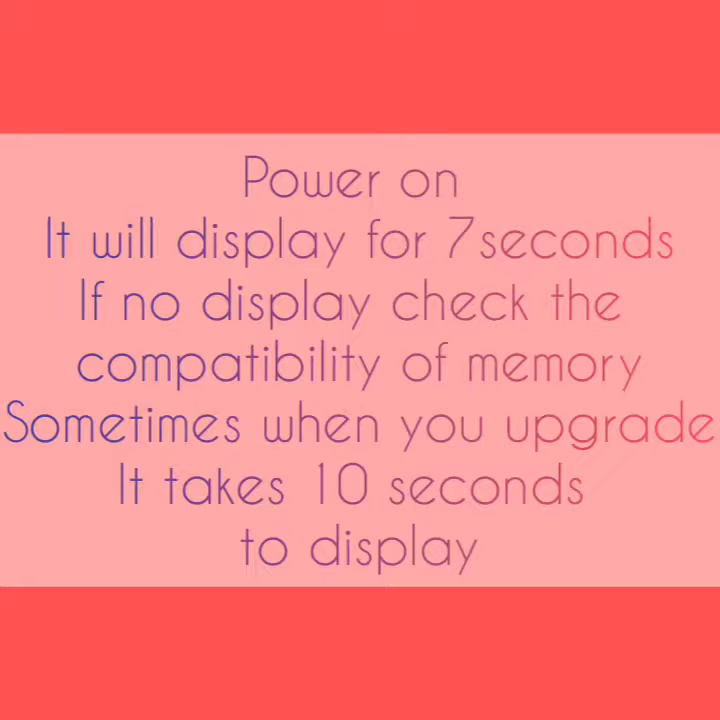 Power on
It will display for 7seconds
If no display check the
compatibility of memory
Sometimes when you upgrade
It takes 10 seconds
to display